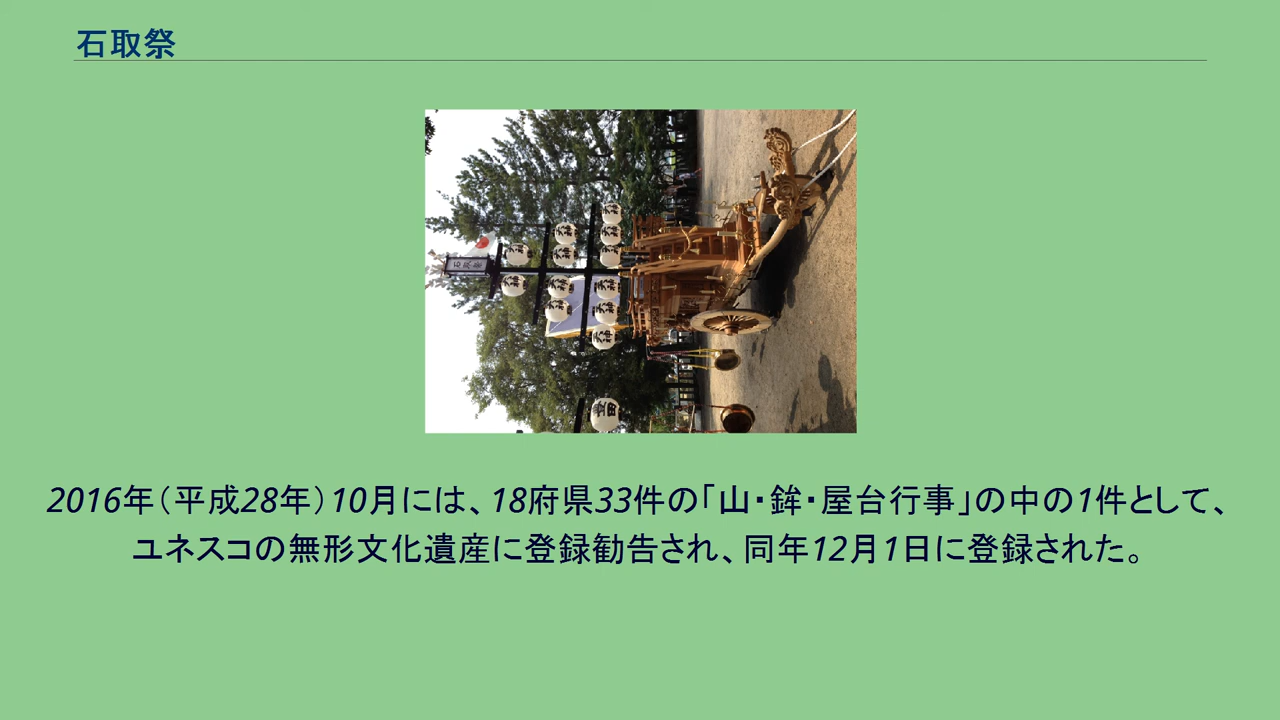 石取祭
石取祭
2016年（平成28年）10月には、18府県33件の「山・鉾・屋台行事」の中の1件として、
ユネスコの無形文化遺産に登録勧告され、同年12月1日に登録された。